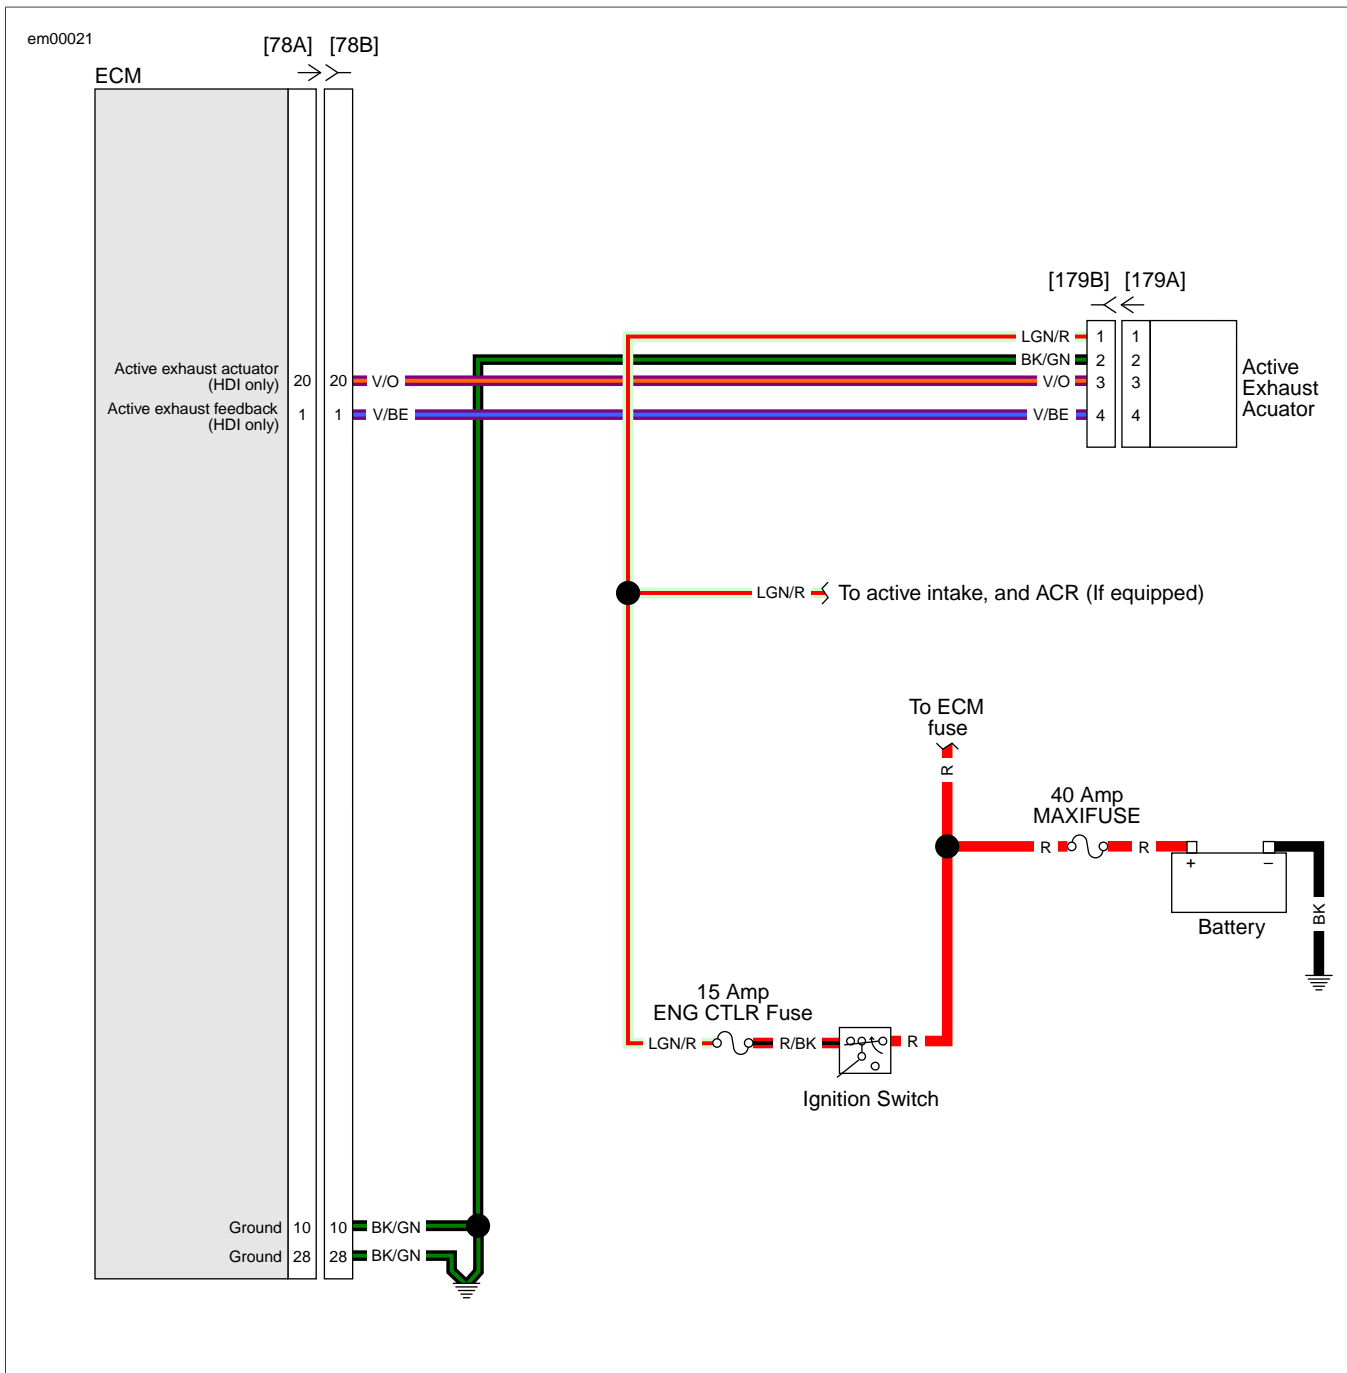 em00021
[78A] [78B]
ECM
[179B] [179A]
LGN/R 1 1
BK/GN 2 2
Active exhaust actuator
(HDI only) 20 20 V/O V/O 3 3
Active exhaust feedback
(HDI only) 1 1 V/BE V/BE 4 4
Active
Exhaust
Acuator
LGN/R To active intake, and ACR (If equipped)
To ECM
fuse
R
40 Amp
MAXIFUSE
R R
+ –
Battery
BK
15 Amp
ENG CTLR Fuse
LGN/R R/BK R
Ignition Switch
Ground 10 10 BK/GN
Ground 28 28 BK/GN